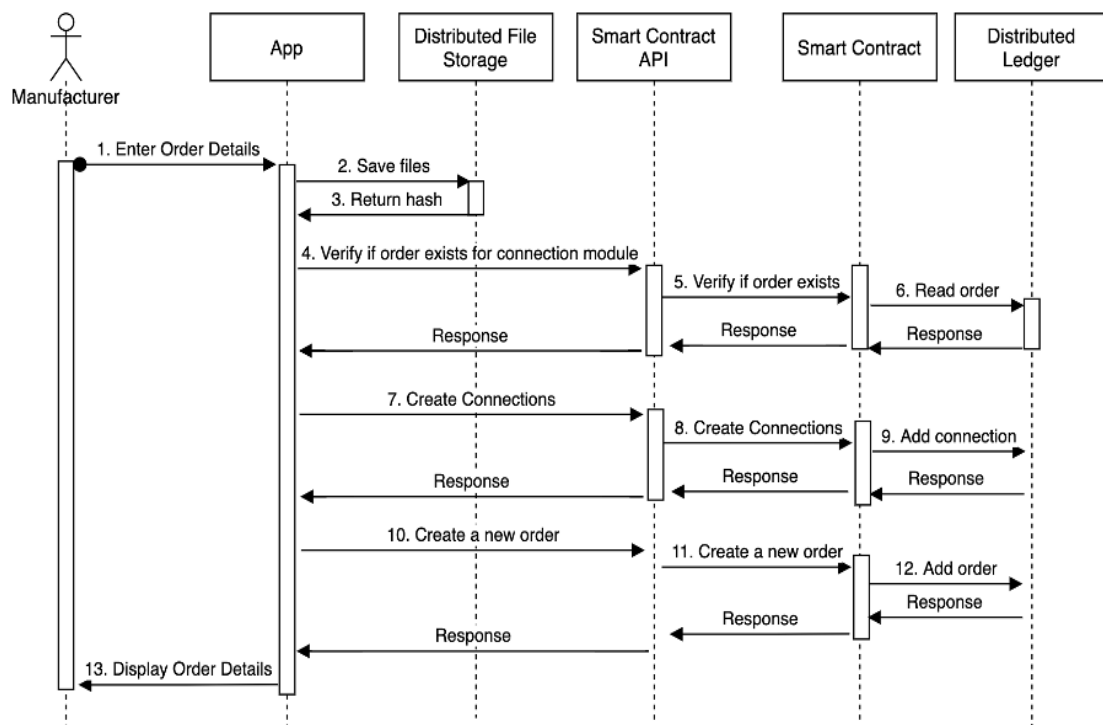 App
Distributed File
Storage
Smart Contract
API
Smart Contract
Distributed
Ledger
Manufacturer
1. Enter Order Details
2. Save files
3. Return hash
4. Verify if order exists for connection module
5. Verify if order exists
6. Read order
Response
Response
Response
7. Create Connections
8. Create Connections
9. Add connection
Response
Response
Response
10. Create a new order
11. Create a new order
12. Add order
Response
Response
Response
13. Display Order Details